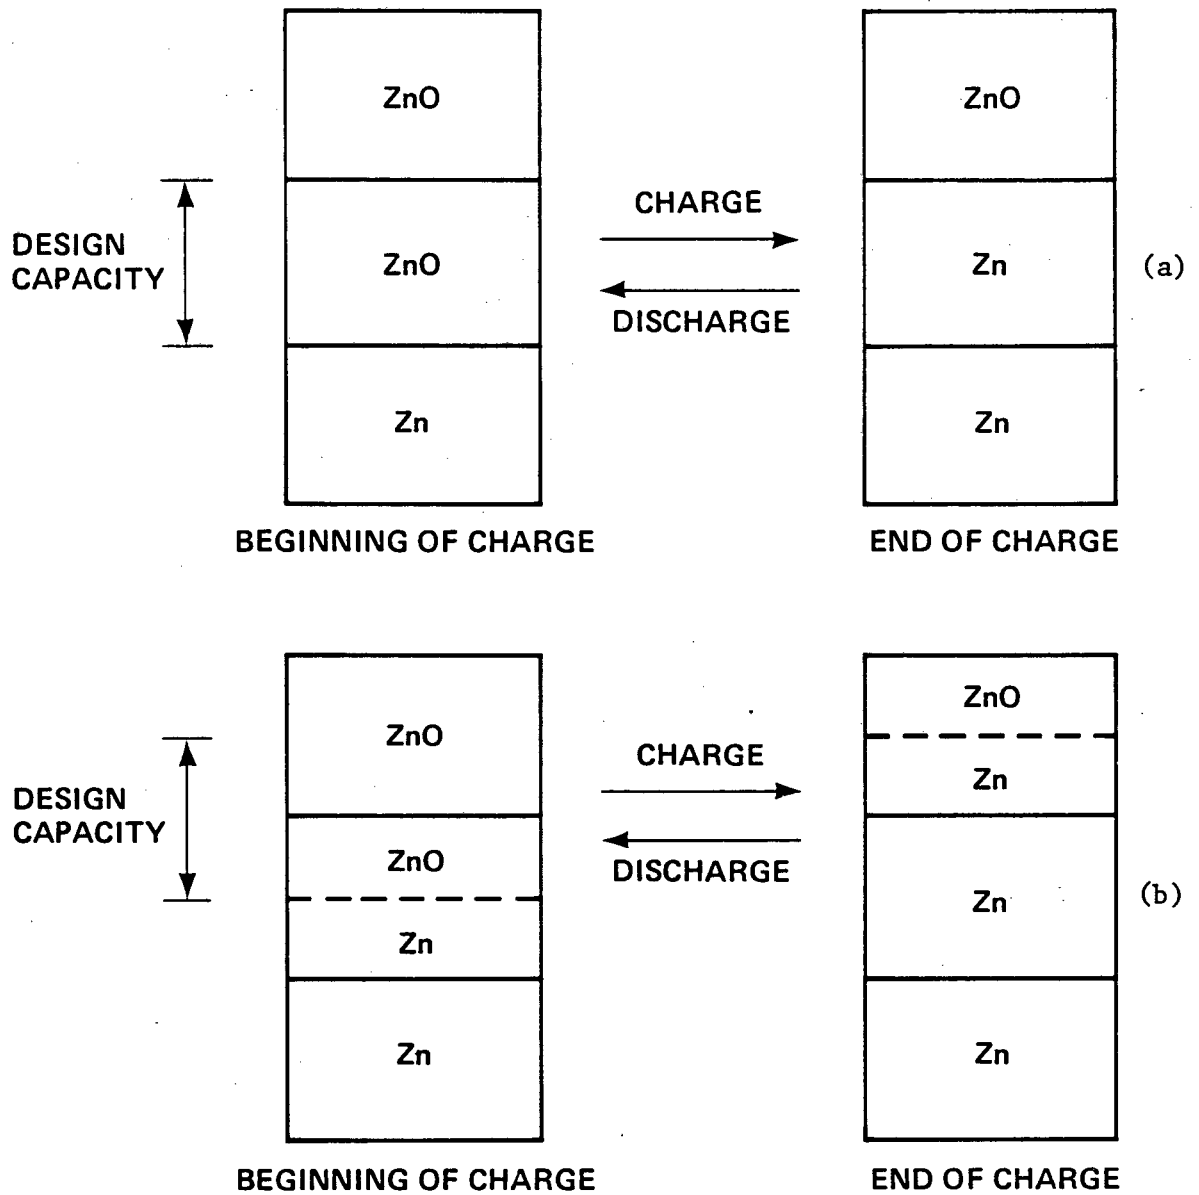 ZnO
ZnO
CHARGE
DESIGN
CAPACITY
ZnO
Zn
(a)
DISCHARGE
Zn
Zn
BEGINNING OF CHARGE
END OF CHARGE
ZnO
ZnO
CHARGE
Zn
DESIGN
CAPACITY
ZnO
DISCHARGE
Zn
(b)
Zn
Zn
Zn
BEGINNING OF CHARGE
END OF CHARGE